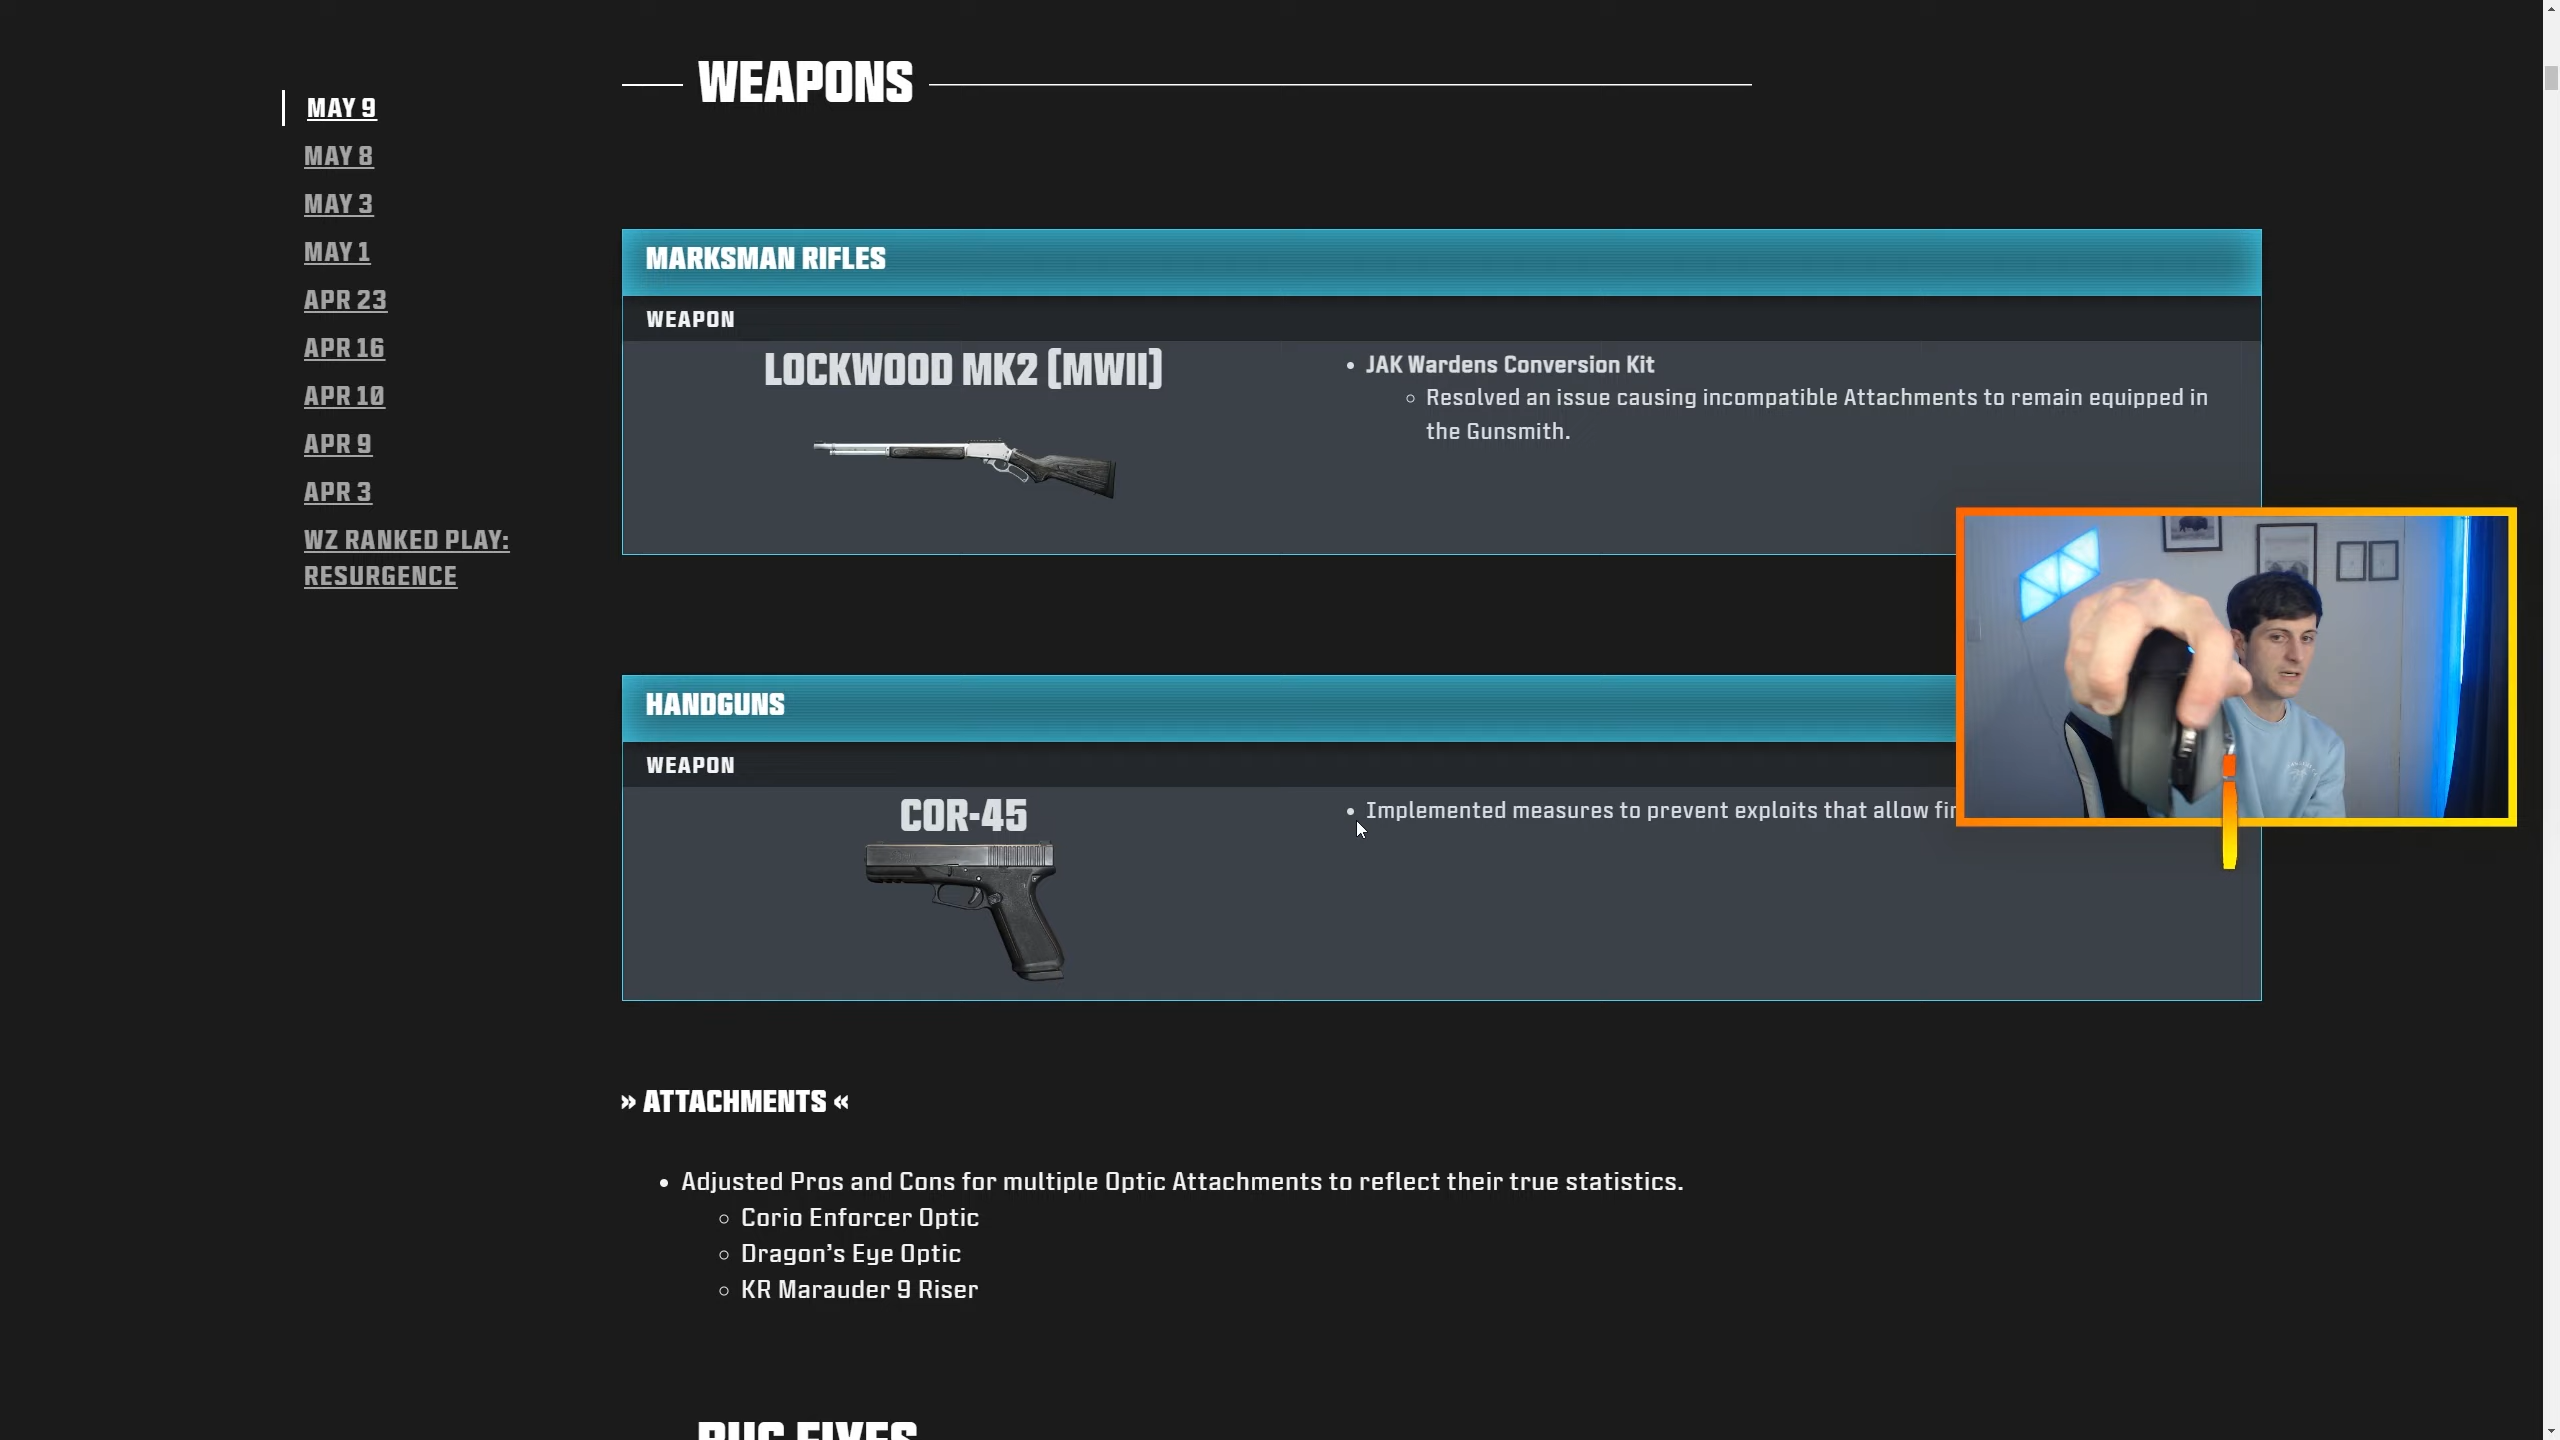 WEAPONS
MAY 9
MAY 8
MAY 3
MAY 1
APR 23
APR 16
APR 10
APR 9
APR 3
WZ RANKED PLAY:
RESURGENCE
MARKSMAN RIFLES
WEAPON
LOCKWOOD MK2 (MWII)
• JAK Wardens Conversion Kit
◦ Resolved an issue causing incompatible Attachments to remain equipped in
the Gunsmith.
HANDGUNS
WEAPON
COR-45
• Implemented measures to prevent exploits that allow
» ATTACHMENTS «
• Adjusted Pros and Cons for multiple Optic Attachments to reflect their true statistics.
◦ Corio Enforcer Optic
◦ Dragon’s Eye Optic
◦ KR Marauder 9 Riser
BUG FIXES